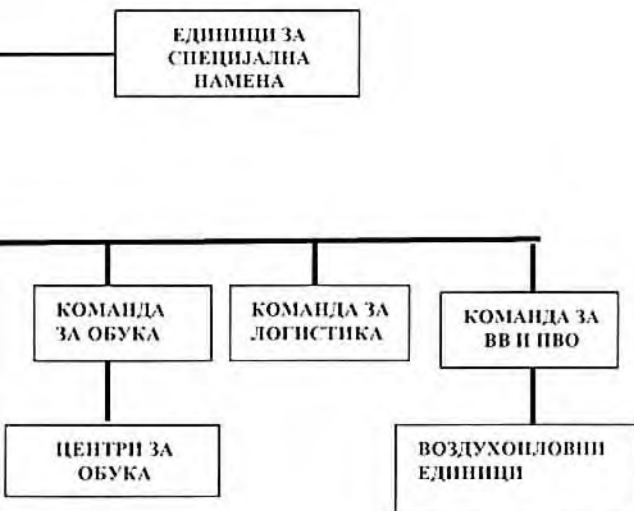 ЕДИНИЦИ ЗА
СПЕЦИЈАЛНА
НАМЕНА
КОМАНДА
ЗА ОБУКА
КОМАНДА ЗА
ЛОГИСТИКА
КОМАНДА ЗА
ВВ И ПВО
ЦЕНТРИ ЗА
ОБУКА
ВОЗДУХОПЛОВНИ
ЕДИНИЦИ